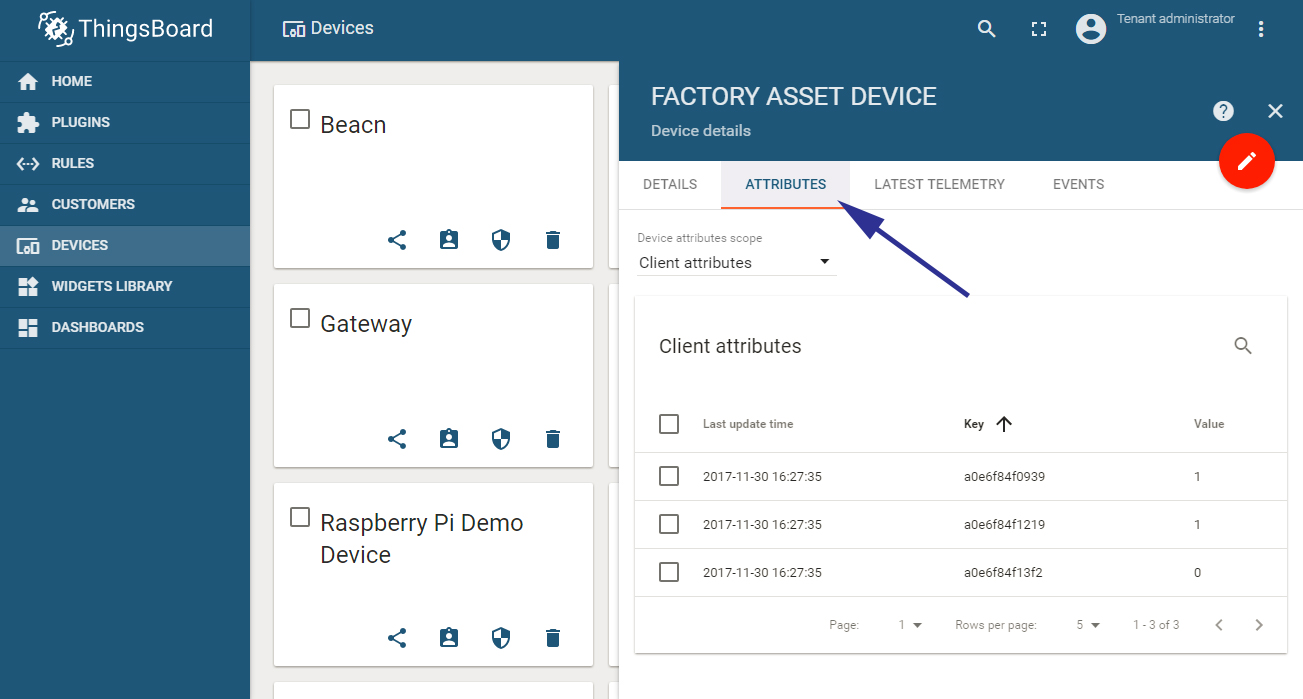 ThingsBoard
Devices
Tenant administrator
HOME
PLUGINS
RULES
CUSTOMERS
DEVICES
WIDGETS LIBRARY
DASHBOARDS
Beacn
Gateway
Raspberry Pi Demo
Device
FACTORY ASSET DEVICE
Device details
DETAILS ATTRIBUTES LATEST TELEMETRY EVENTS
Device attributes scope
Client attributes
Client attributes
Last update time Key Value
2017-11-30 16:27:35 a0e6f84f0939 1
2017-11-30 16:27:35 a0e6f84f1219 1
2017-11-30 16:27:35 a0e6f84f13f2 0
Page: 1 Rows per page: 5 1 - 3 of 3